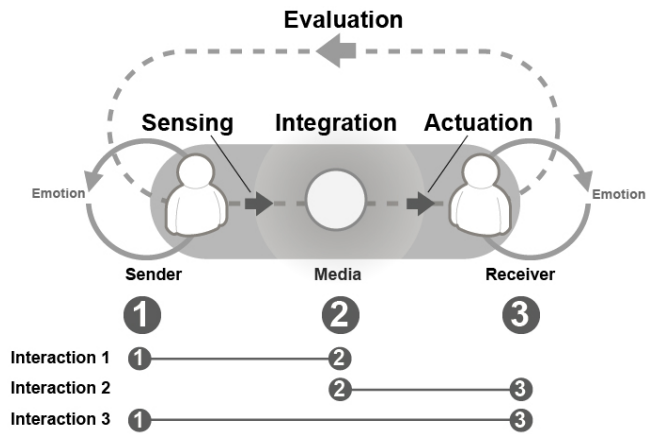 Evaluation
Sensing Integration Actuation
Emotion Emotion
Sender Media Receiver
1 2 3
Interaction 1 1 2
Interaction 2 2 3
Interaction 3 1 3